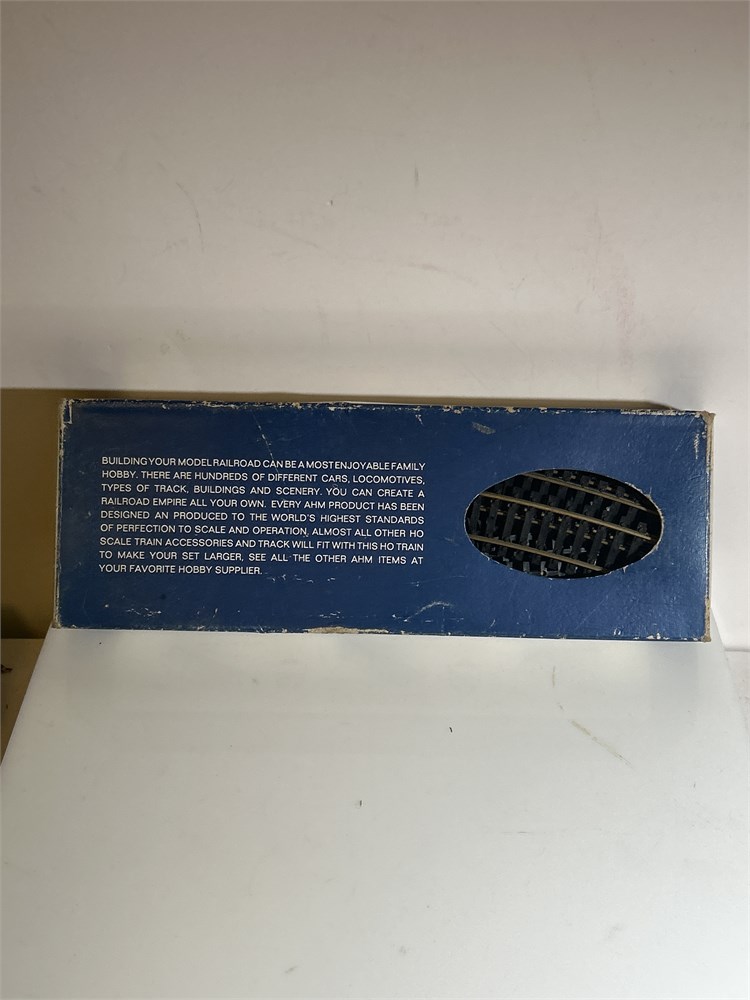 BUILDING YOUR MODEL RAILROAD CAN BE A MOST ENJOYABLE FAMILY
HOBBY. THERE ARE HUNDREDS OF DIFFERENT CARS, LOCOMOTIVES,
TYPES OF TRACK, BUILDINGS AND SCENERY. YOU CAN CREATE A
RAILROAD EMPIRE ALL YOUR OWN. EVERY AHM PRODUCT HAS BEEN
DESIGNED AN PRODUCED TO THE WORLD'S HIGHEST STANDARDS
OF PERFECTION TO SCALE AND OPERATION. ALMOST ALL OTHER HO
SCALE TRAIN ACCESSORIES AND TRACK WILL FIT WITH THIS HO TRAIN
TO MAKE YOUR SET LARGER, SEE ALL THE OTHER AHM ITEMS AT
YOUR FAVORITE HOBBY SUPPLIER.